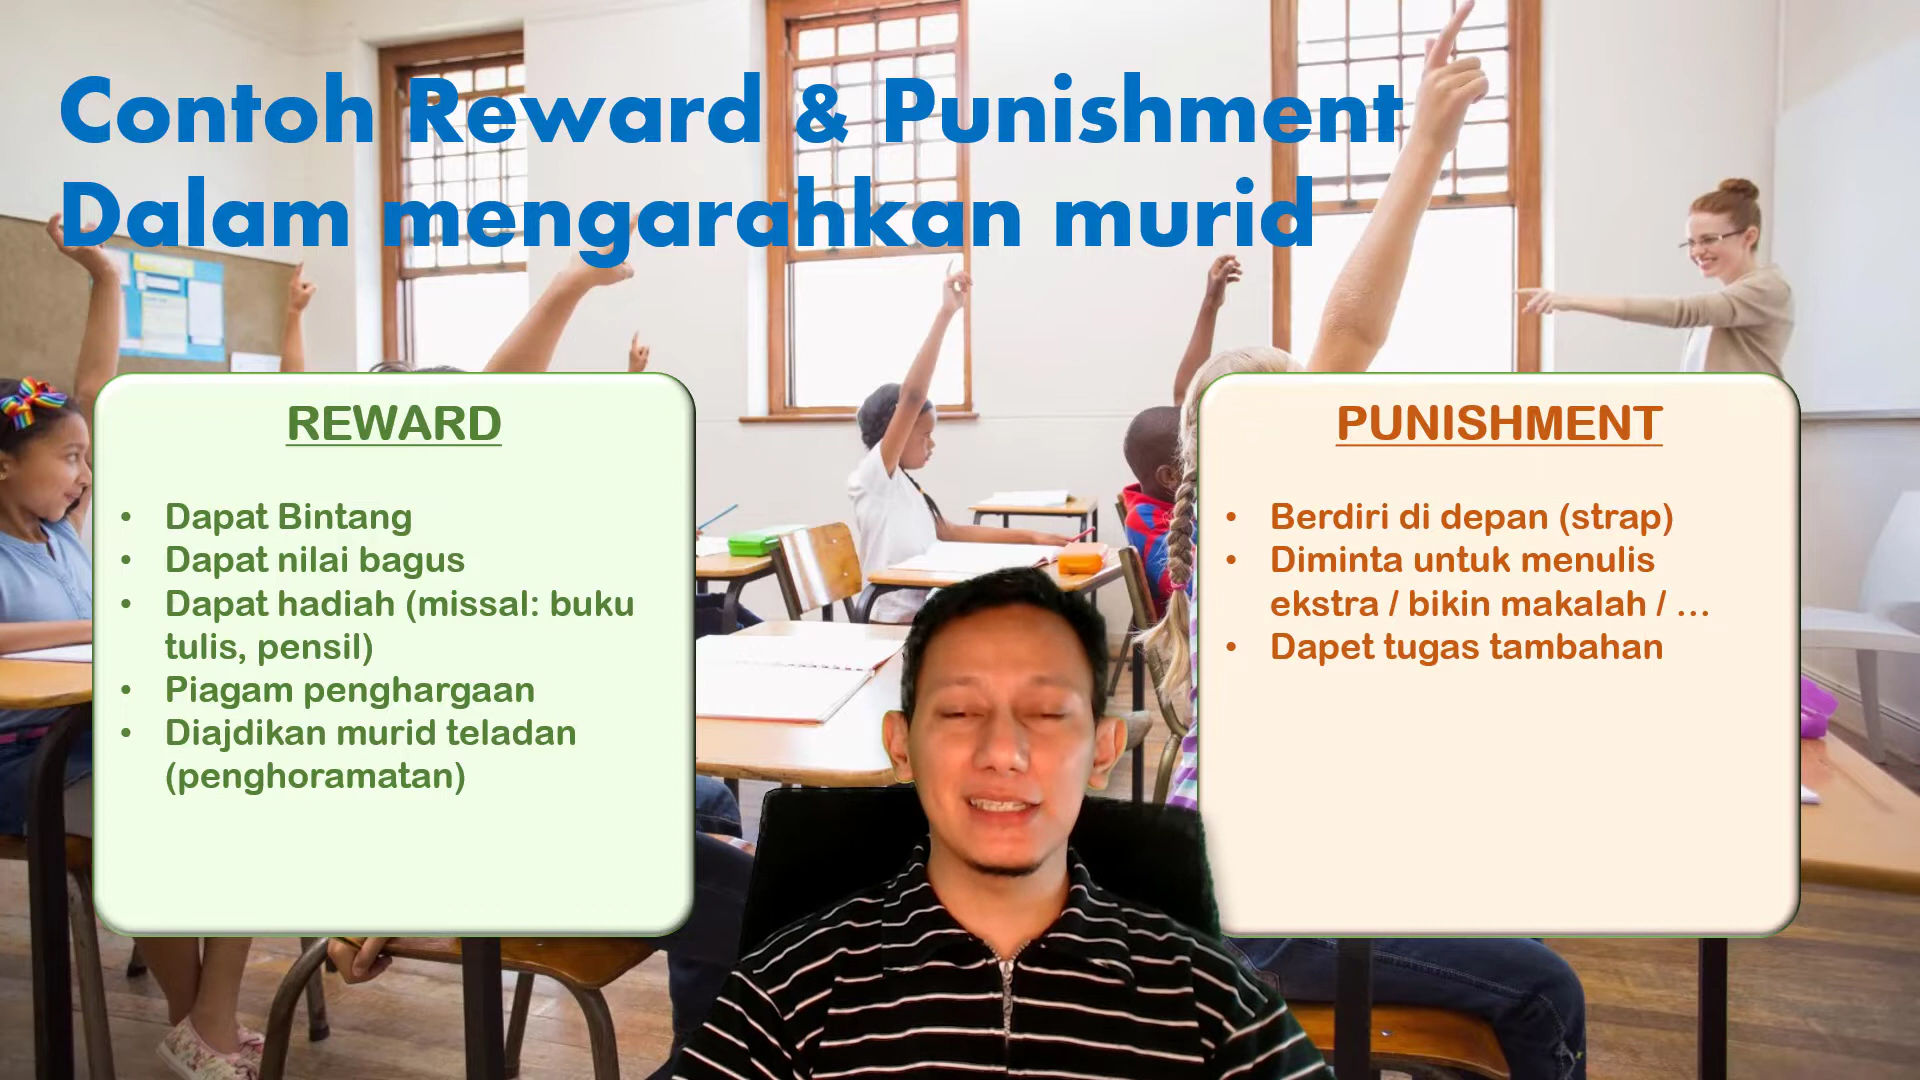 Contoh Reward & Punishment
Dalam mengarahkan murid
REWARD
• Dapat Bintang
• Dapat nilai bagus
• Dapat hadiah (missal: buku
tulis, pensil)
• Piagam penghargaan
• Diajdikan murid teladan
(penghoramatan)
PUNISHMENT
• Berdiri di depan (strap)
• Diminta untuk menulis
ekstra / bikin makalah / ...
• Dapet tugas tambahan